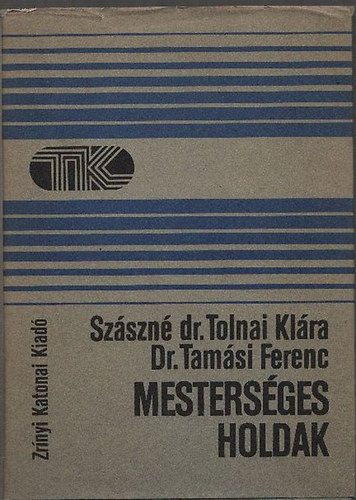 TK
Szászné dr. Tolnai Klára
Dr. Tamási Ferenc
MESTERSÉGES
HOLDAK
Zrínyi Katonai Kiadó